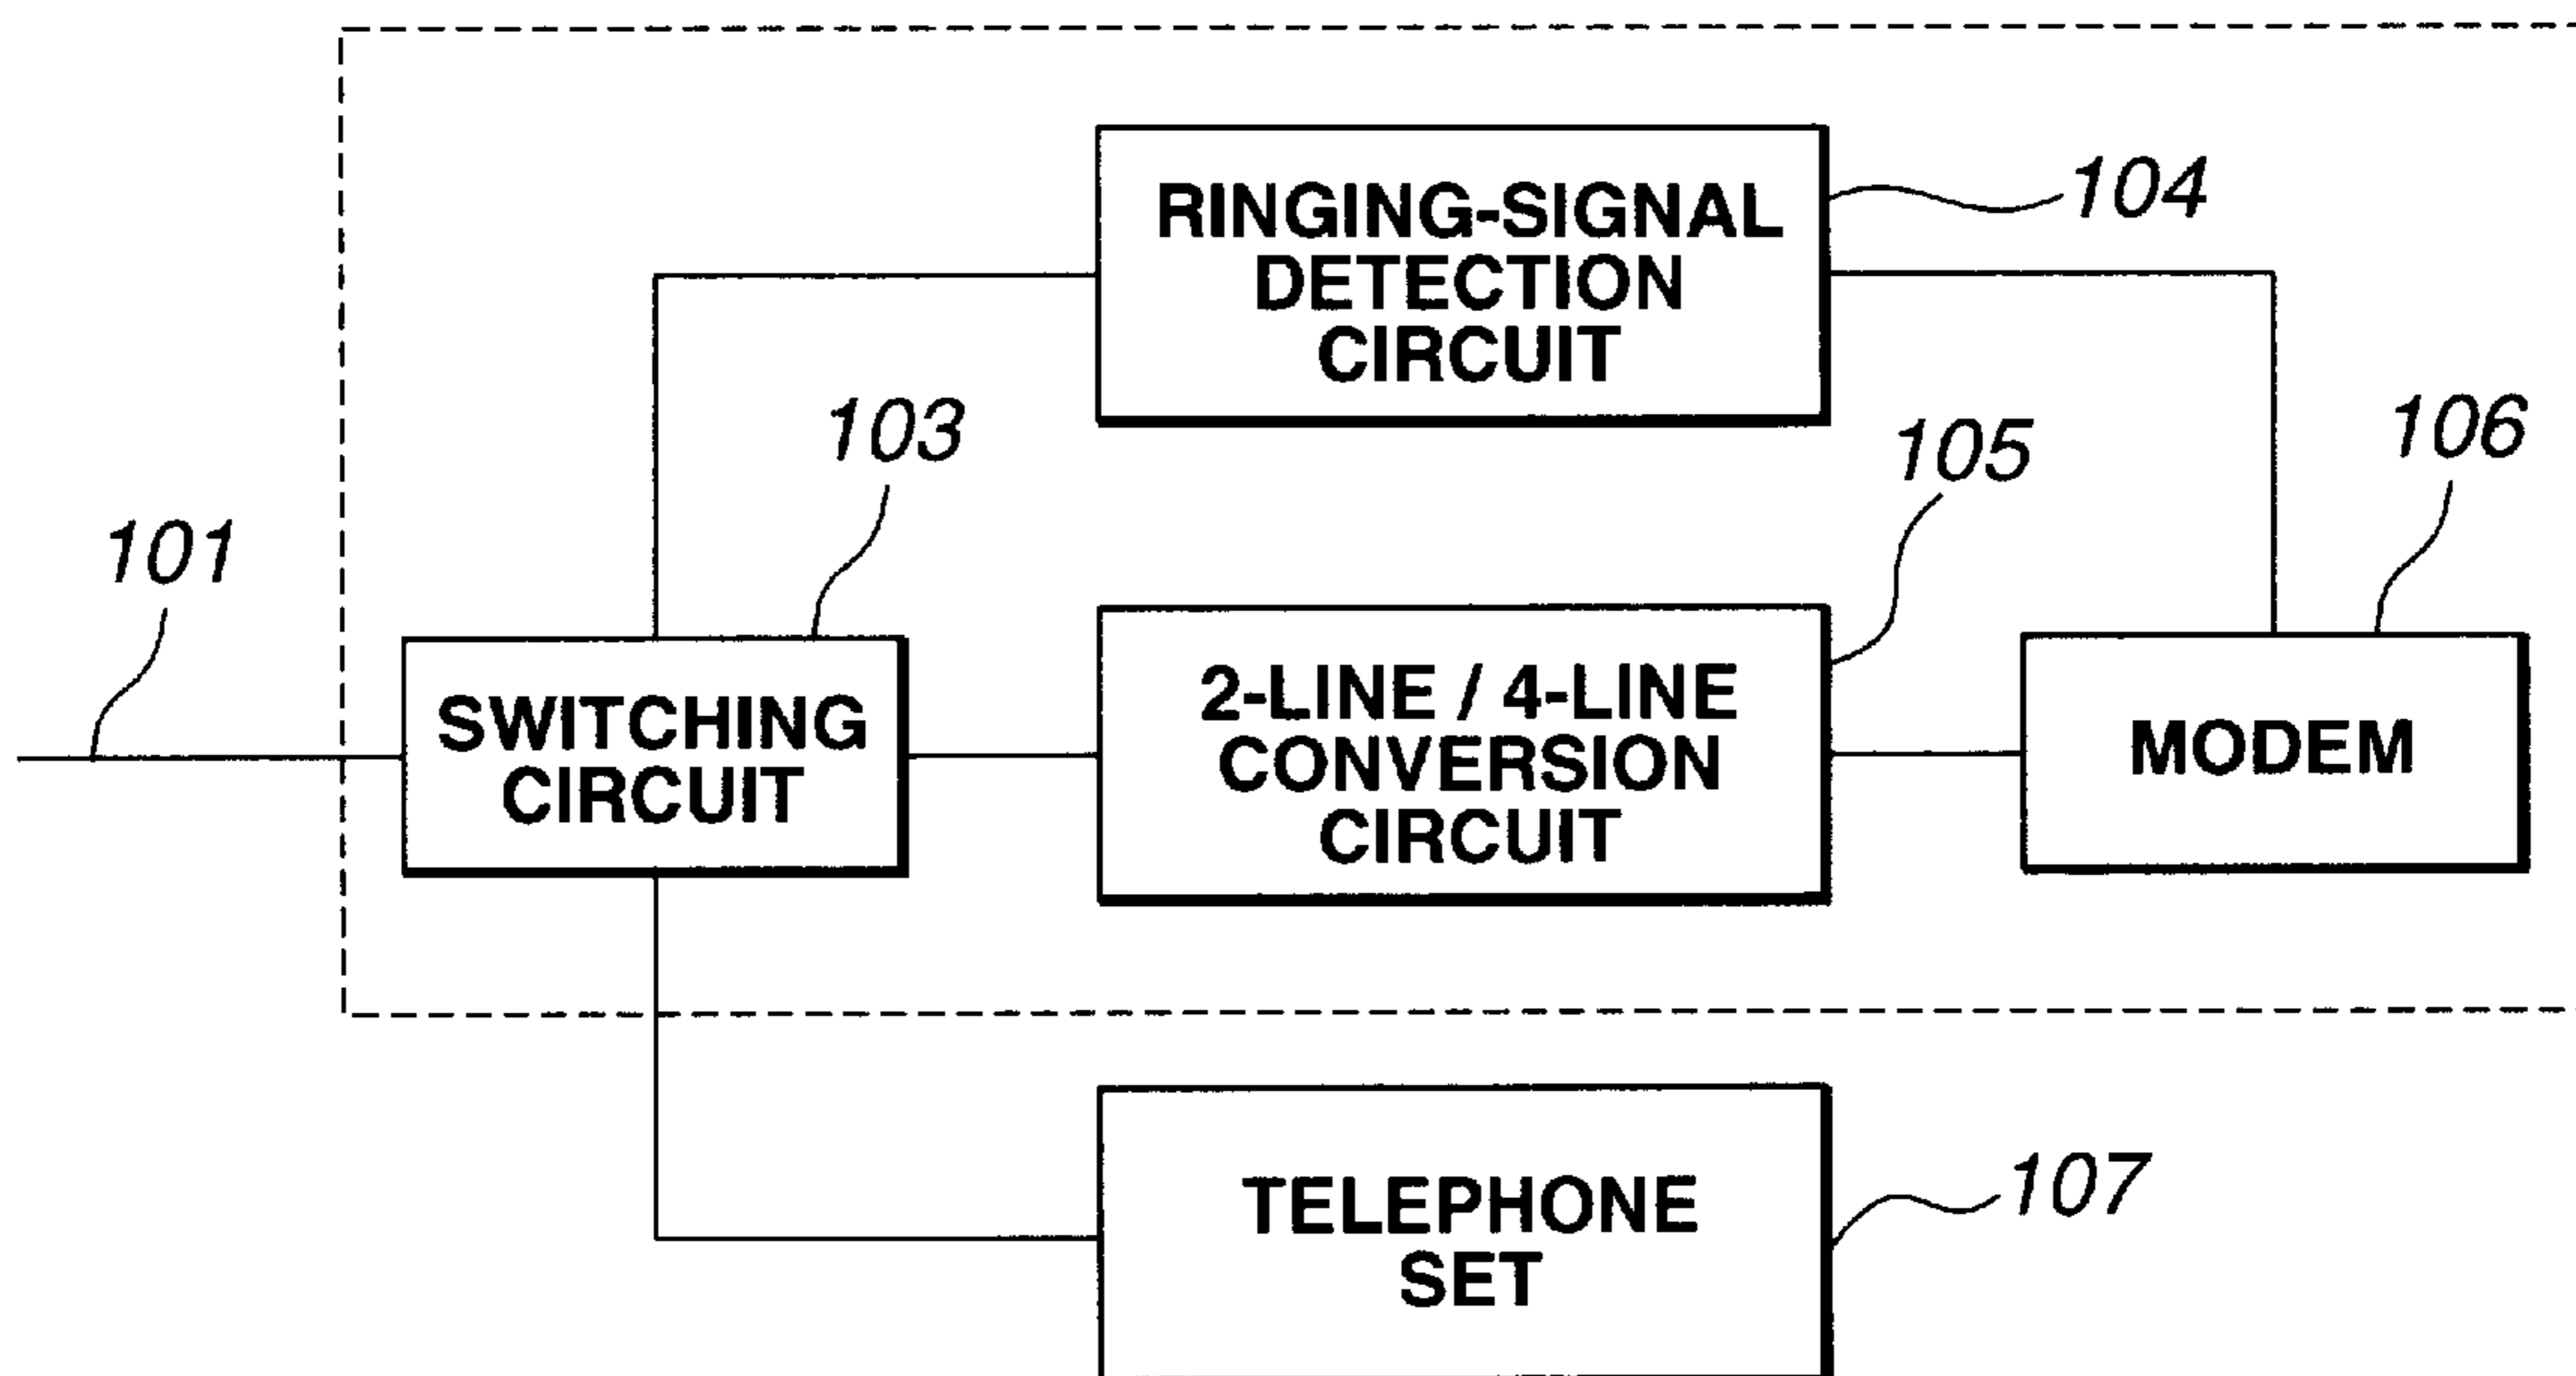 RINGING-SIGNAL
DETECTION
CIRCUIT
104
103
105
106
101
SWITCHING
CIRCUIT
2-LINE / 4-LINE
CONVERSION
CIRCUIT
MODEM
TELEPHONE
SET
107